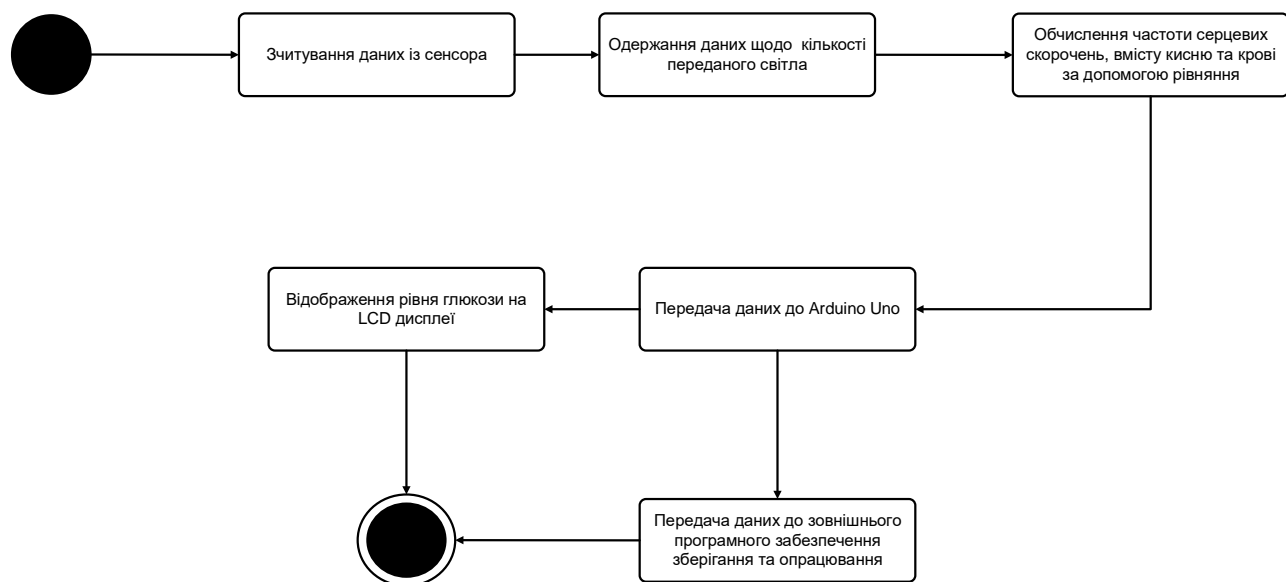 Зчитування даних із сенсора
Одержання даних щодо  кількості
переданого світла
Обчислення частоти серцевих
скорочень, вмісту кисню та крові
за допомогою рівняння
Відображення рівня глюкози на
LCD дисплеї
Передача даних до Arduino Uno
Передача даних до зовнішнього
програмного забезпечення
зберігання та опрацювання